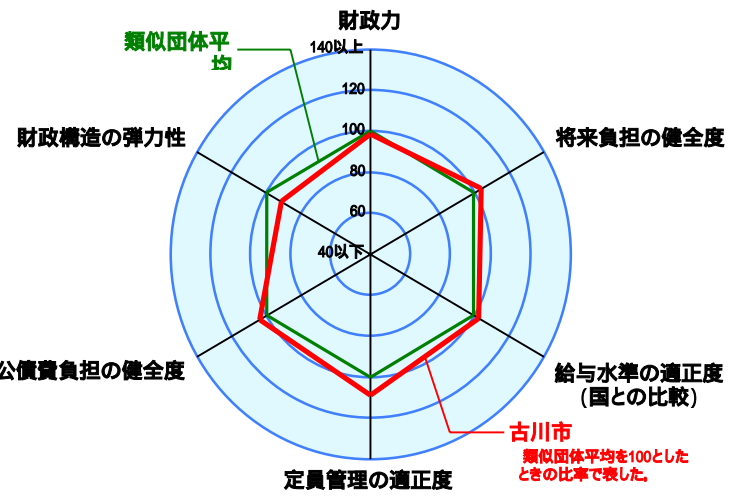 財政力
類似団体平
均
140以上
120
100
80
60
40以下
財政構造の弾力性
将来負担の健全度
公債費負担の健全度
給与水準の適正度
(国との比較)
定員管理の適正度
古川市
類似団体平均を100とした
ときの比率で表した。